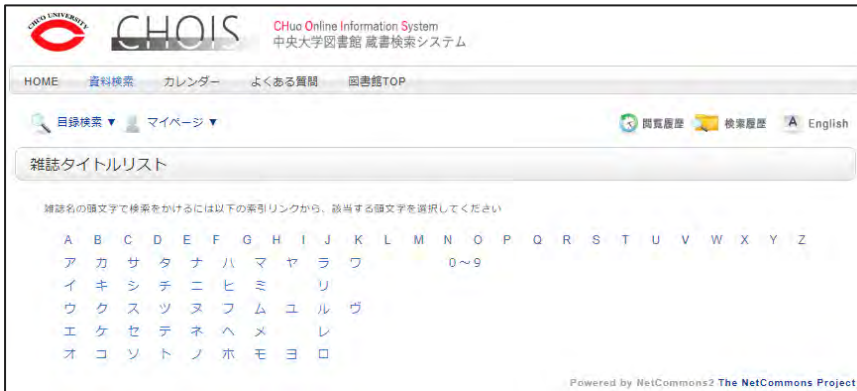 CHUO UNIVERSITY
CHOIS
CHuo Online Information System
中央大学図書館 蔵書検索システム
HOME 資料検索 カレンダー よくある質問 図書館TOP
目録検索 ▼ マイページ ▼ 閲覧履歴 検索履歴 A English
雑誌タイトルリスト
雑誌名の頭文字で検索をかけるには以下の索引リンクから、該当する頭文字を選択してください
A B C D E F G H I J K L M N O P Q R S T U V W X Y Z
ア カ サ タ ナ ハ マ ヤ ラ ワ 0～9
イ キ シ チ ニ ヒ ミ リ
ウ ク ス ツ ヌ フ ム ユ ル ヴ
エ ケ セ テ ネ ヘ メ レ
オ コ ソ ト ノ ホ モ ヨ ロ
Powered by NetCommons2 The NetCommons Project